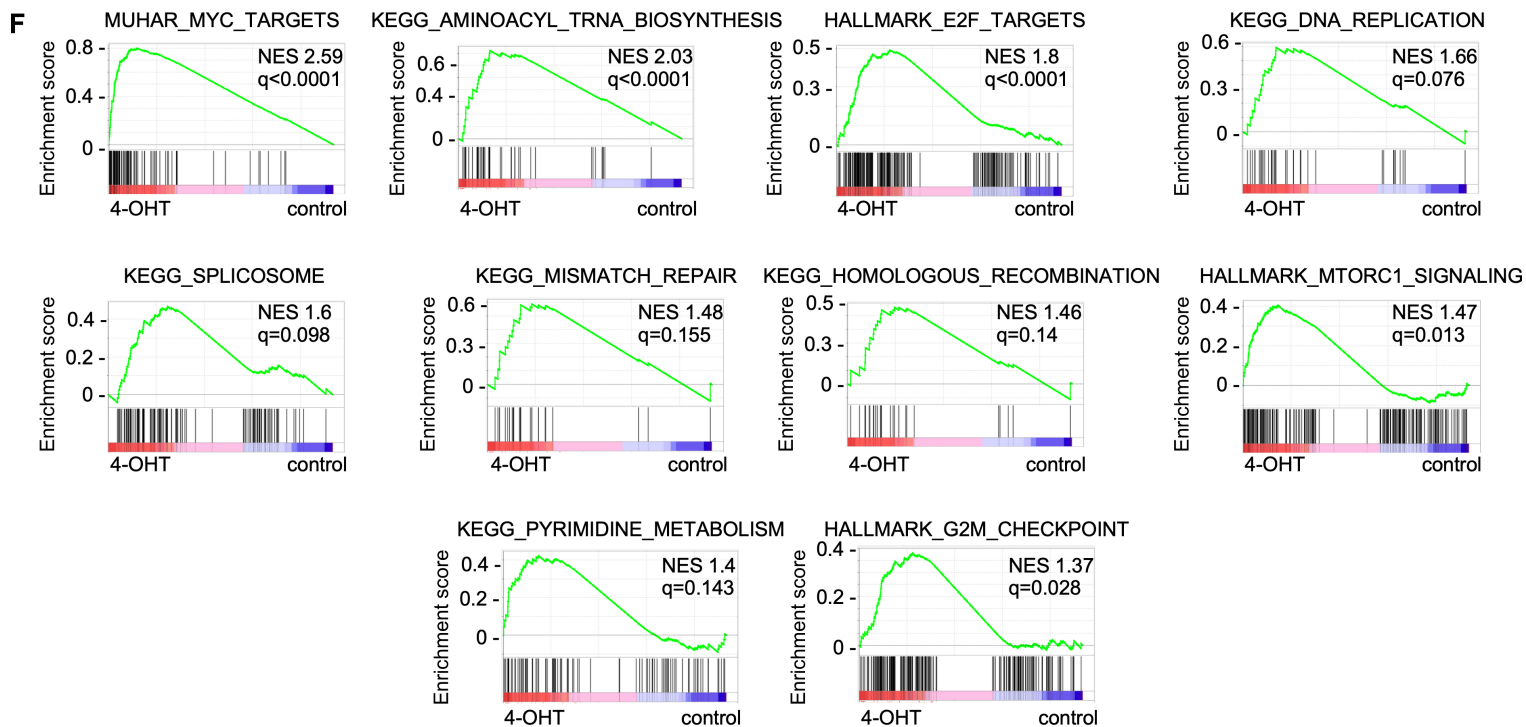 F
MUHAR_MYC_TARGETS
Enrichment score
0.8
0.4
0
NES 2.59
q<0.0001
4-OHT control
KEGG_AMINOACYL_TRNA_BIOSYNTHESIS
Enrichment score
0.6
0.4
0
NES 2.03
q<0.0001
4-OHT control
HALLMARK_E2F_TARGETS
Enrichment score
0.5
0.3
0
NES 1.8
q<0.0001
4-OHT control
KEGG_DNA_REPLICATION
Enrichment score
0.6
0.3
0
NES 1.66
q=0.076
4-OHT control
KEGG_SPLICOSOME
Enrichment score
0.4
0.2
0
NES 1.6
q=0.098
4-OHT control
KEGG_MISMATCH_REPAIR
Enrichment score
0.6
0.3
0
NES 1.48
q=0.155
4-OHT control
KEGG_HOMOLOGOUS_RECOMBINATION
Enrichment score
0.5
0.3
0
NES 1.46
q=0.14
4-OHT control
HALLMARK_MTORC1_SIGNALING
Enrichment score
0.4
0.2
0
NES 1.47
q=0.013
4-OHT control
KEGG_PYRIMIDINE_METABOLISM
Enrichment score
0.4
0.2
0
NES 1.4
q=0.143
4-OHT control
HALLMARK_G2M_CHECKPOINT
Enrichment score
0.4
0.2
0
NES 1.37
q=0.028
4-OHT control